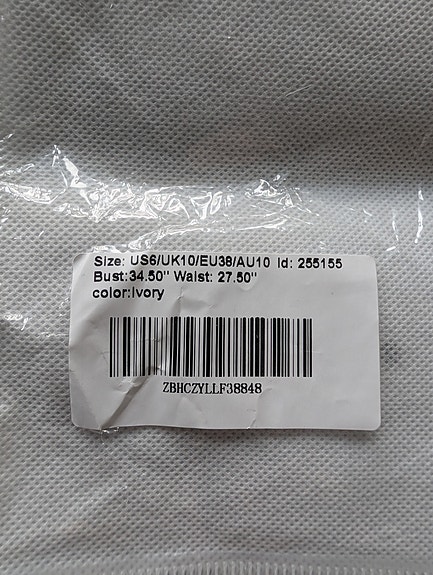 Size: US6/UK10/EU38/AU10 Id: 255155
Bust:34.50'' Waist: 27.50''
color:Ivory
ZBHCZYLLF38848